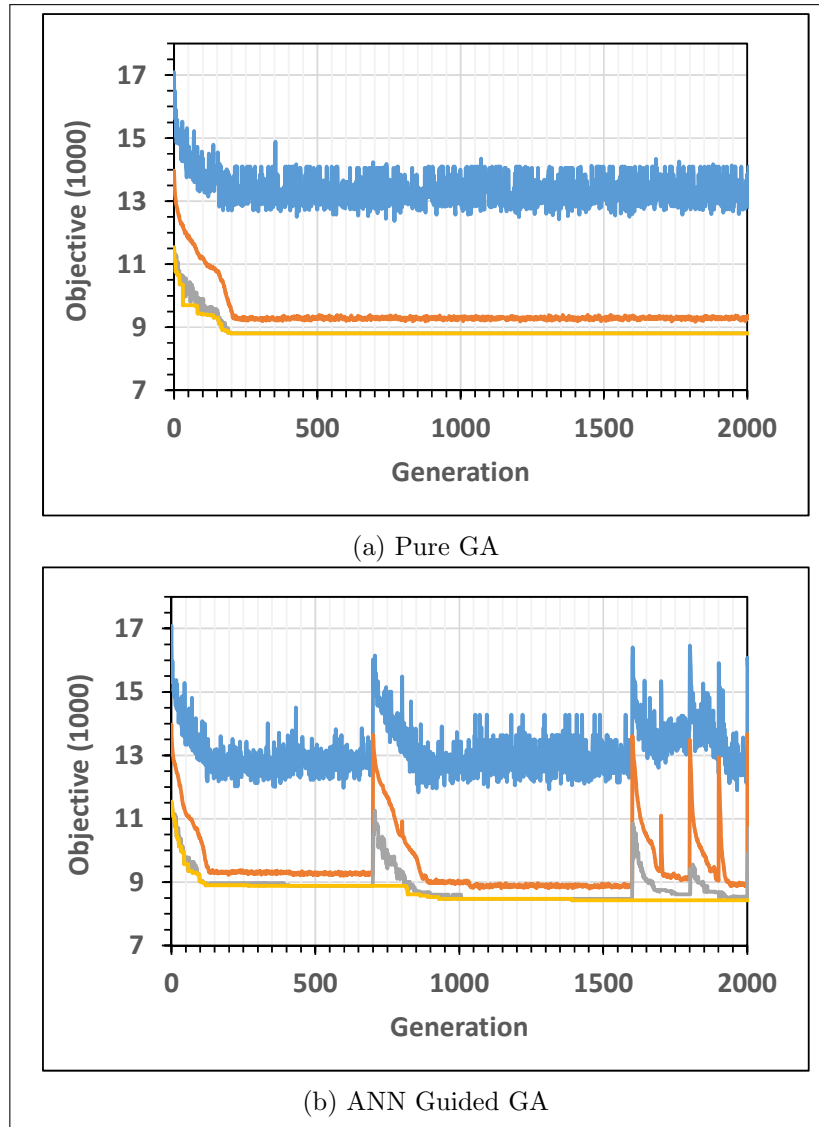 17
15
13
11
9
7
Objective (1000)
0 500 1000 1500 2000
Generation
(a) Pure GA
17
15
13
11
9
7
Objective (1000)
0 500 1000 1500 2000
Generation
(b) ANN Guided GA